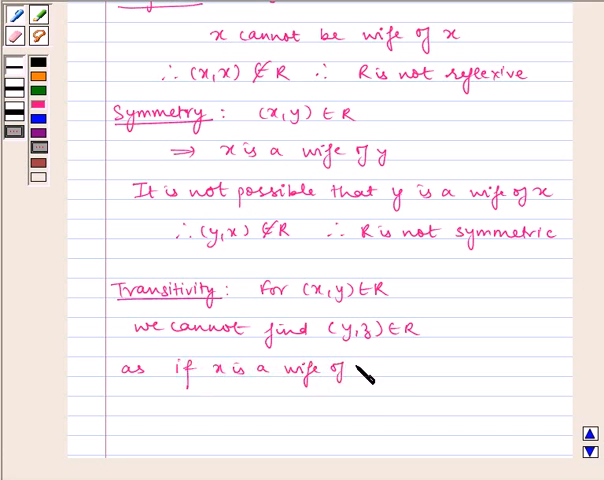 x cannot be wife of x
∴ (x,x) ∉ R ∴ R is not reflexive
Symmetry : (x,y) ∈ R
⇒ x is a wife of y
It is not possible that y is a wife of x
∴ (y,x) ∉ R ∴ R is not symmetric
Transitivity : For (x,y) ∈ R
we cannot find (y,z) ∈ R
as if x is a wife of